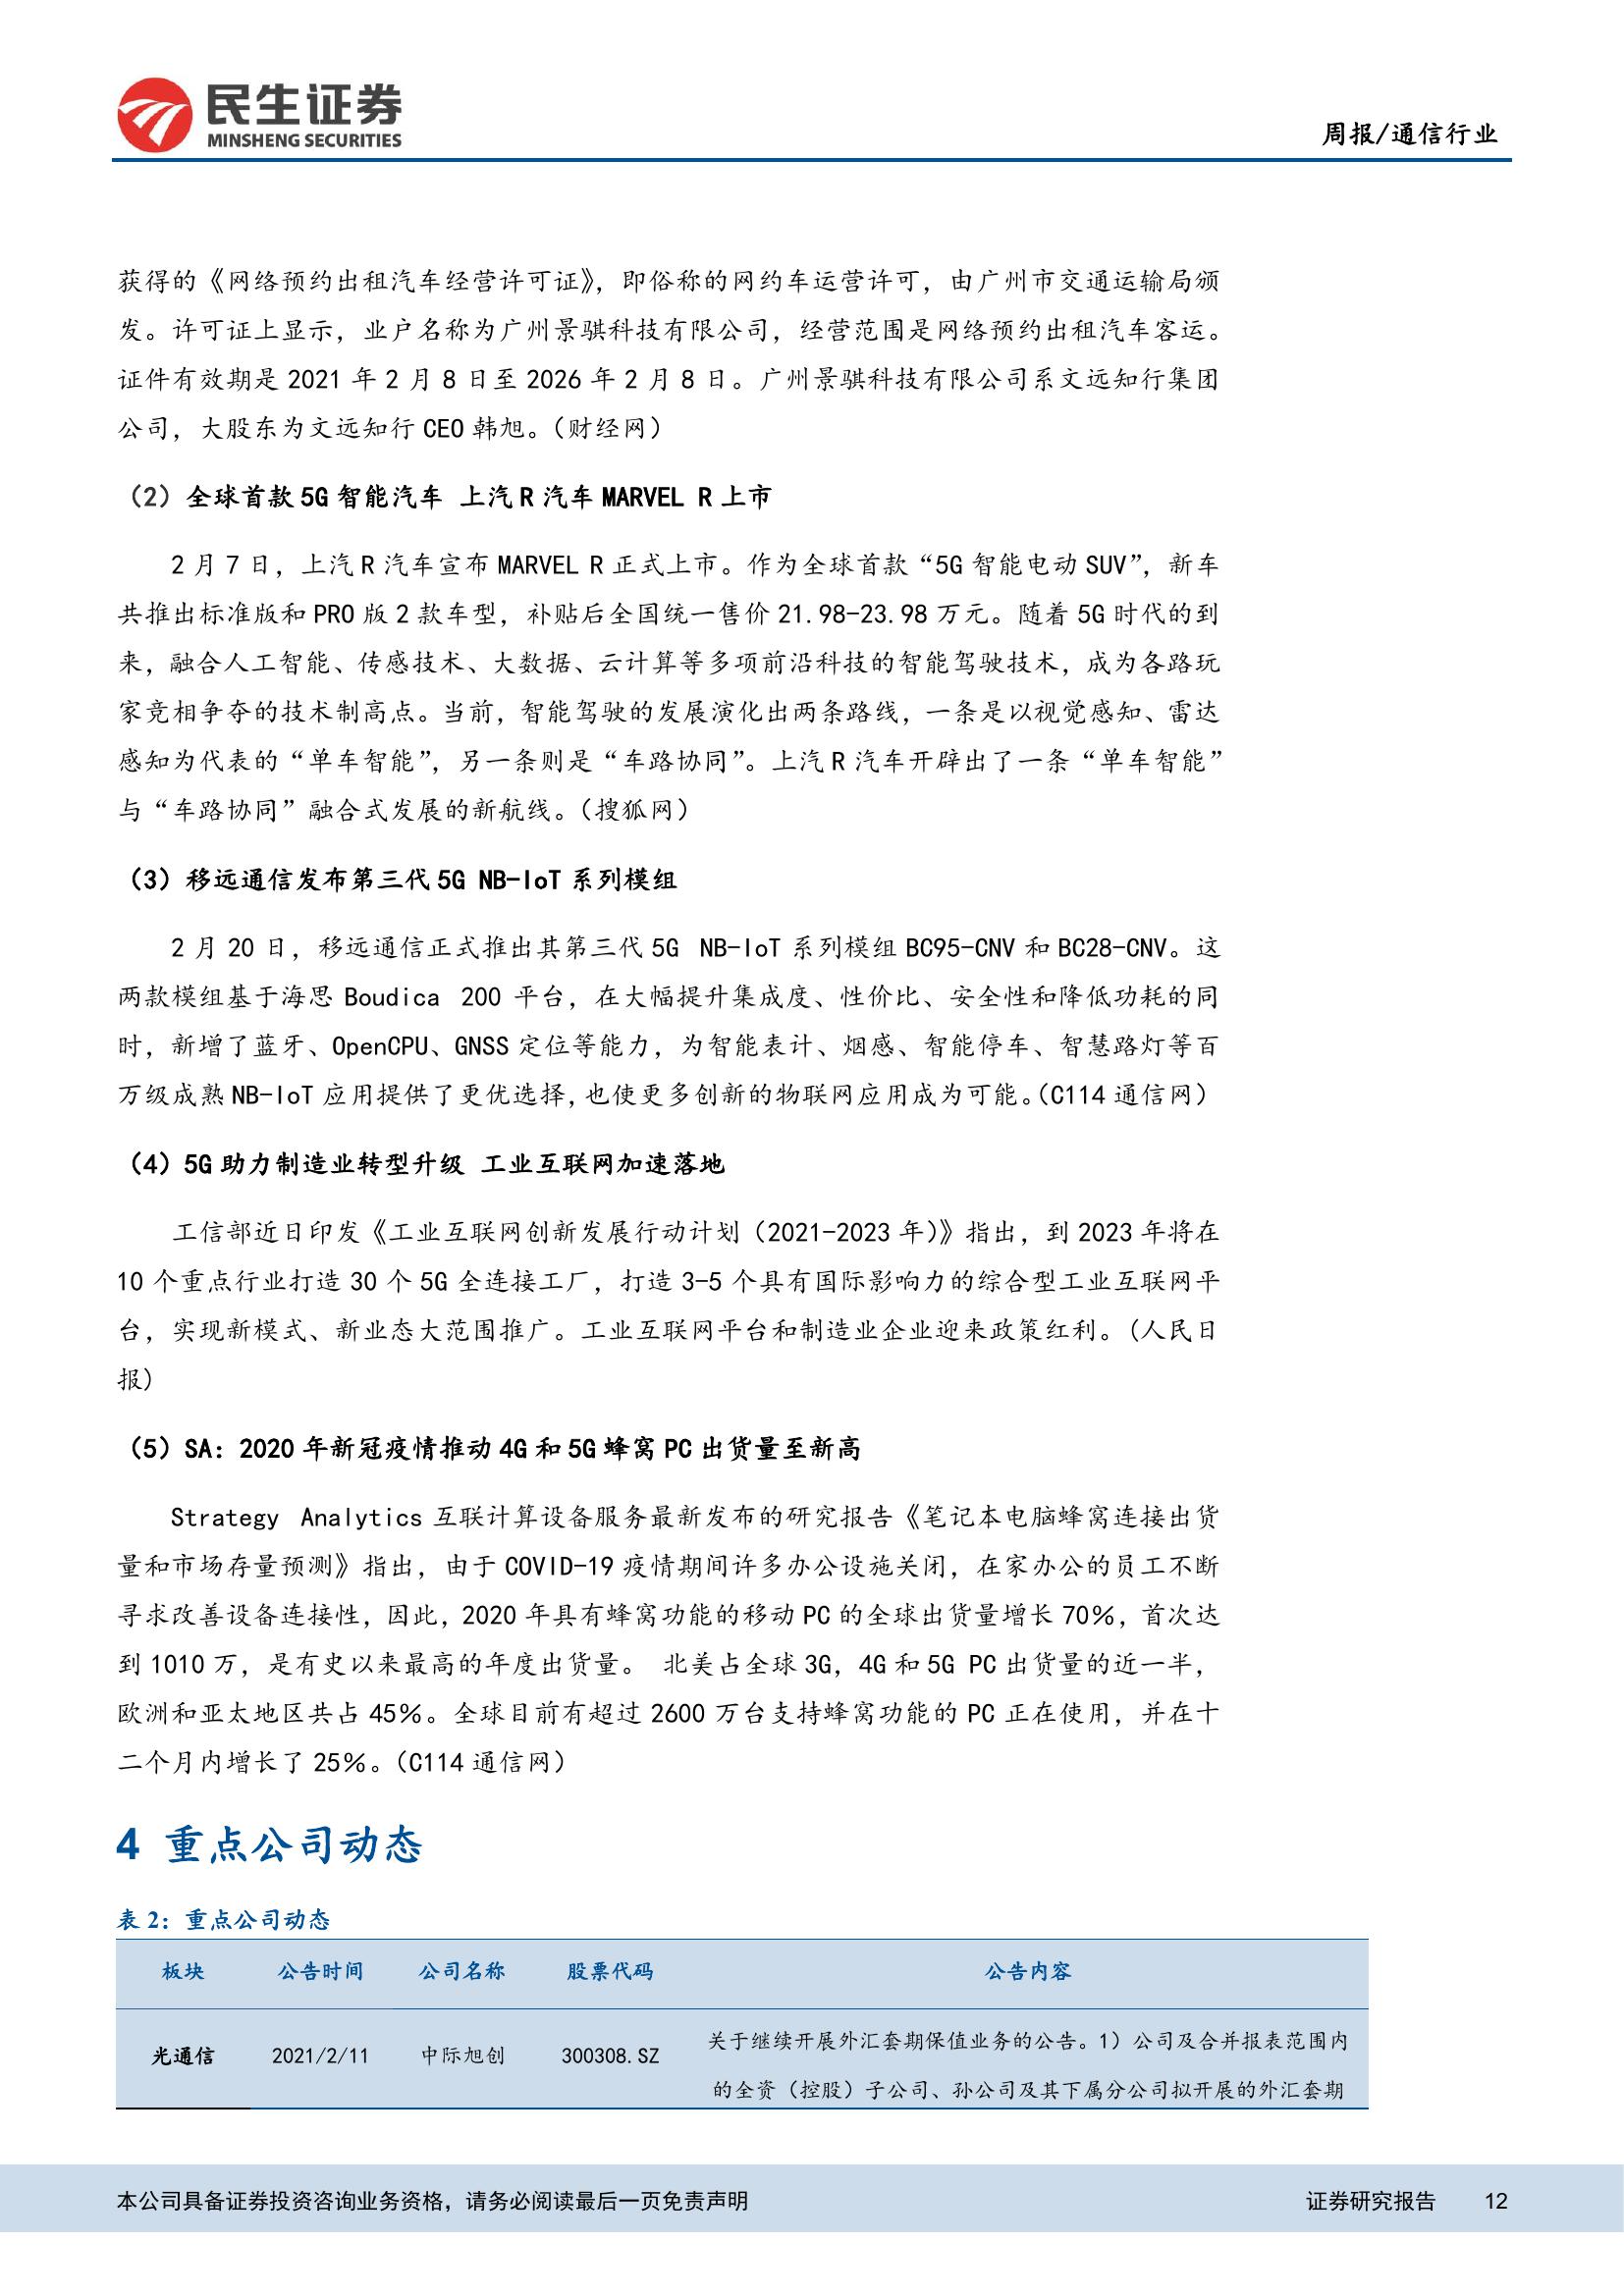 民生证券
MINSHENG SECURITIES
周报/通信行业
获得的《网络预约出租汽车经营许可证》，即俗称的网约车运营许可，由广州市交通运输局颁
发。许可证上显示，业户名称为广州景骐科技有限公司，经营范围是网络预约出租汽车客运。
证件有效期是 2021 年 2 月 8 日至 2026 年 2 月 8 日。广州景骐科技有限公司系文远知行集团
公司，大股东为文远知行 CEO 韩旭。（财经网）
（2）全球首款 5G 智能汽车 上汽 R 汽车 MARVEL R 上市
2 月 7 日，上汽 R 汽车宣布 MARVEL R 正式上市。作为全球首款“5G 智能电动 SUV”，新车
共推出标准版和 PRO 版 2 款车型，补贴后全国统一售价 21.98-23.98 万元。随着 5G 时代的到
来，融合人工智能、传感技术、大数据、云计算等多项前沿科技的智能驾驶技术，成为各路玩
家竞相争夺的技术制高点。当前，智能驾驶的发展演化出两条路线，一条是以视觉感知、雷达
感知为代表的“单车智能”，另一条则是“车路协同”。上汽 R 汽车开辟出了一条“单车智能”
与“车路协同”融合式发展的新航线。（搜狐网）
（3）移远通信发布第三代 5G NB-IoT 系列模组
2 月 20 日，移远通信正式推出其第三代 5G NB-IoT 系列模组 BC95-CNV 和 BC28-CNV。这
两款模组基于海思 Boudica 200 平台，在大幅提升集成度、性价比、安全性和降低功耗的同
时，新增了蓝牙、OpenCPU、GNSS 定位等能力，为智能表计、烟感、智能停车、智慧路灯等百
万级成熟 NB-IoT 应用提供了更优选择，也使更多创新的物联网应用成为可能。（C114 通信网）
（4）5G 助力制造业转型升级 工业互联网加速落地
工信部近日印发《工业互联网创新发展行动计划（2021-2023 年）》指出，到 2023 年将在
10 个重点行业打造 30 个 5G 全连接工厂，打造 3-5 个具有国际影响力的综合型工业互联网平
台，实现新模式、新业态大范围推广。工业互联网平台和制造业企业迎来政策红利。（人民日
报）
（5）SA：2020 年新冠疫情推动 4G 和 5G 蜂窝 PC 出货量至新高
Strategy Analytics 互联计算设备服务最新发布的研究报告《笔记本电脑蜂窝连接出货
量和市场存量预测》指出，由于 COVID-19 疫情期间许多办公设施关闭，在家办公的员工不断
寻求改善设备连接性，因此，2020 年具有蜂窝功能的移动 PC 的全球出货量增长 70％，首次达
到 1010 万，是有史以来最高的年度出货量。 北美占全球 3G，4G 和 5G PC 出货量的近一半，
欧洲和亚太地区共占 45％。全球目前有超过 2600 万台支持蜂窝功能的 PC 正在使用，并在十
二个月内增长了 25％。（C114 通信网）
4 重点公司动态
表 2：重点公司动态
板块 公告时间 公司名称 股票代码 公告内容
光通信 2021/2/11 中际旭创 300308.SZ 关于继续开展外汇套期保值业务的公告。1）公司及合并报表范围内
的全资（控股）子公司、孙公司及其下属分公司拟开展的外汇套期
本公司具备证券投资咨询业务资格，请务必阅读最后一页免责声明 证券研究报告 12